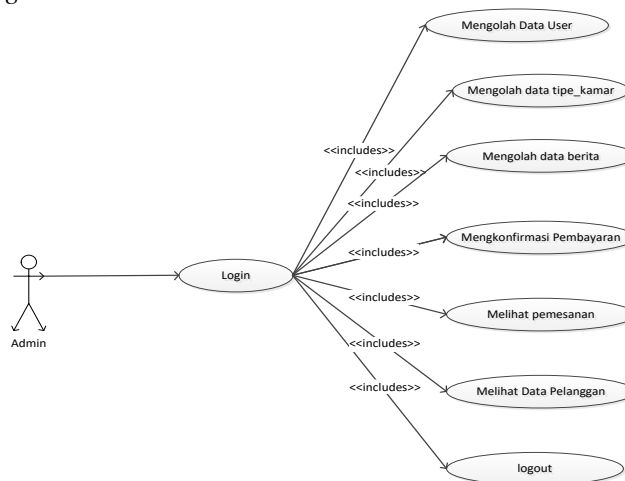 g
Mengolah Data User
Mengolah data tipe_kamar
<<includes>>
Mengolah data berita
<<includes>>
<<includes>>
Mengkonfirmasi Pembayaran
<<includes>>
Login
<<includes>>
Melihat pemesanan
Admin
<<includes>>
<<includes>>
Melihat Data Pelanggan
logout